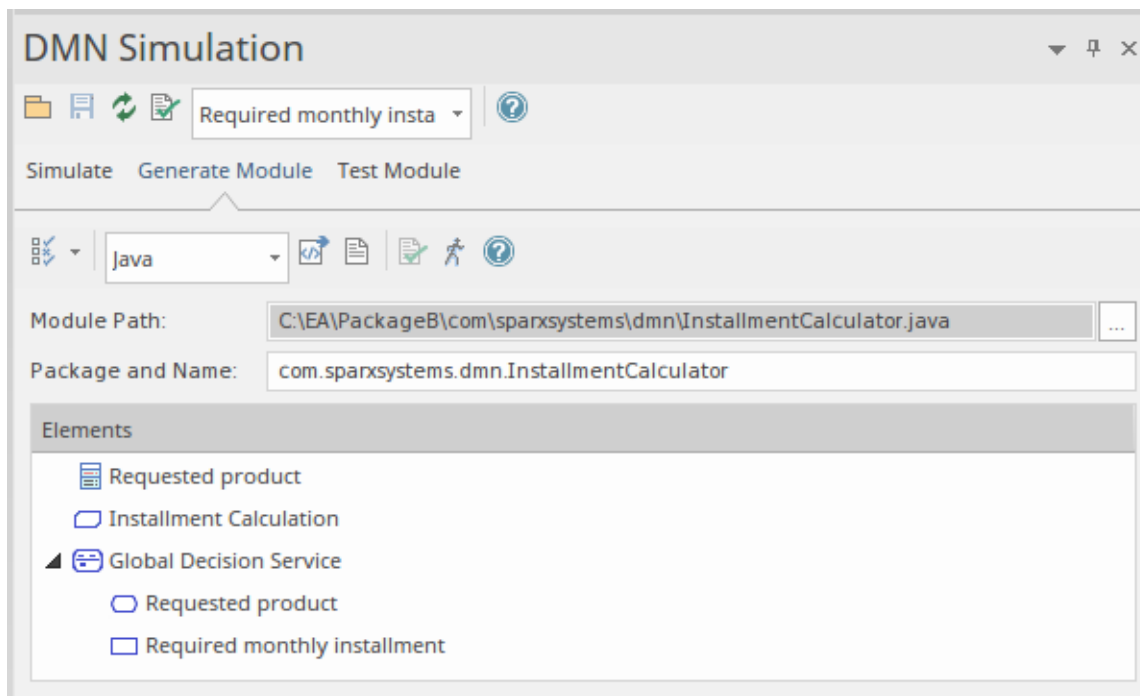 DMN Simulation
Required monthly insta
Simulate Generate Module Test Module
Java
Module Path: C:\EA\PackageB\com\sparxsystems\dmn\InstallmentCalculator.java ...
Package and Name: com.sparxsystems.dmn.InstallmentCalculator
Elements
Requested product
Installment Calculation
Global Decision Service
Requested product
Required monthly installment